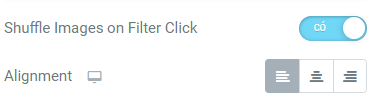 Shuffle Images on Filter Click
CÓ
Alignment